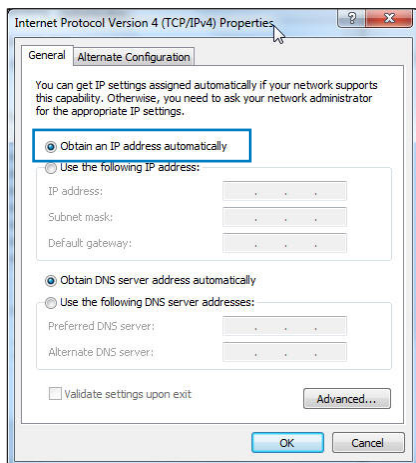 Internet Protocol Version 4 (TCP/IPv4) Properties
General
Alternate Configuration
You can get IP settings assigned automatically if your network supports
this capability. Otherwise, you need to ask your network administrator
for the appropriate IP settings.
Obtain an IP address automatically
Use the following IP address:
IP address:
Subnet mask:
Default gateway:
Obtain DNS server address automatically
Use the following DNS server addresses:
Preferred DNS server:
Alternate DNS server:
Validate settings upon exit
Advanced...
OK
Cancel